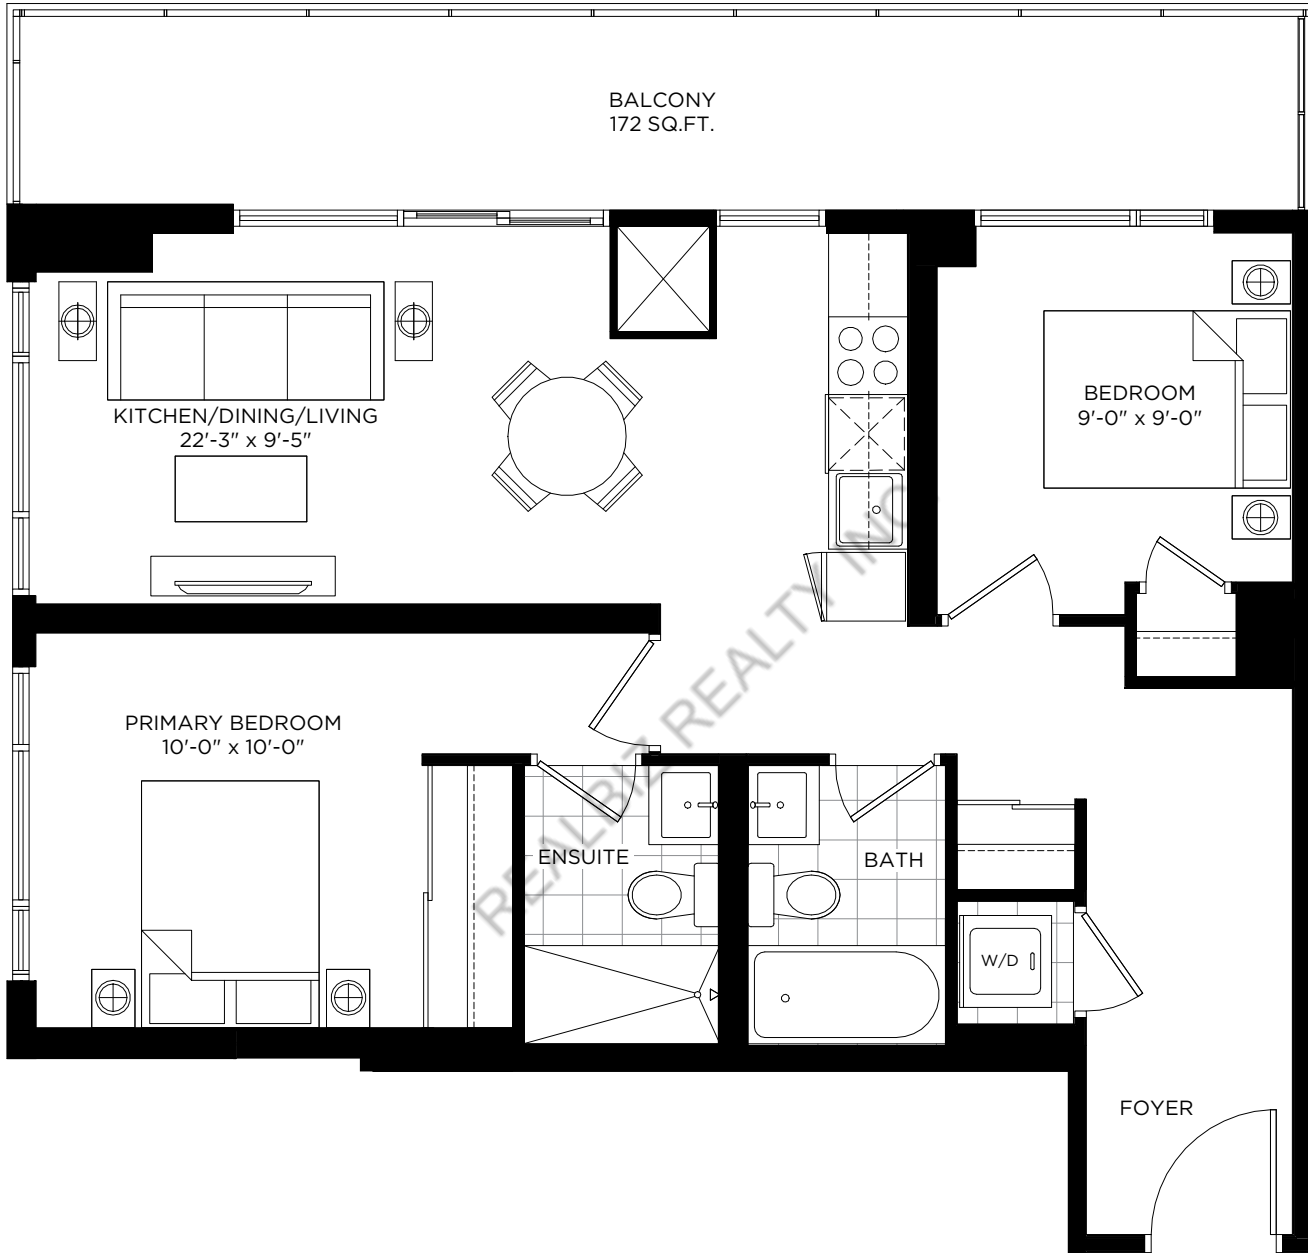 BALCONY
172 SQ.FT.
KITCHEN/DINING/LIVING
22'-3" x 9'-5"
BEDROOM
9'-0" x 9'-0"
PRIMARY BEDROOM
10'-0" x 10'-0"
ENSUITE
BATH
W/D
FOYER
REALBIZ REALTY INC.